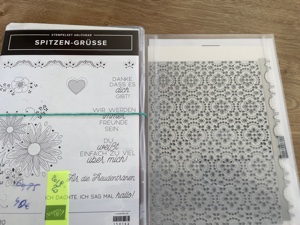 STEMPELSET GALORE
SPITZEN-GRÜSSE
DANKE
DASS ES
dich
GIBT!
WIR WERDEN
immer
FREUNDE
SEIN
Du
weißt
EINFACH ZU VIEL
über mich!
Für die Freudentränen
ICH DACHTE, ICH SAG MAL hallo!